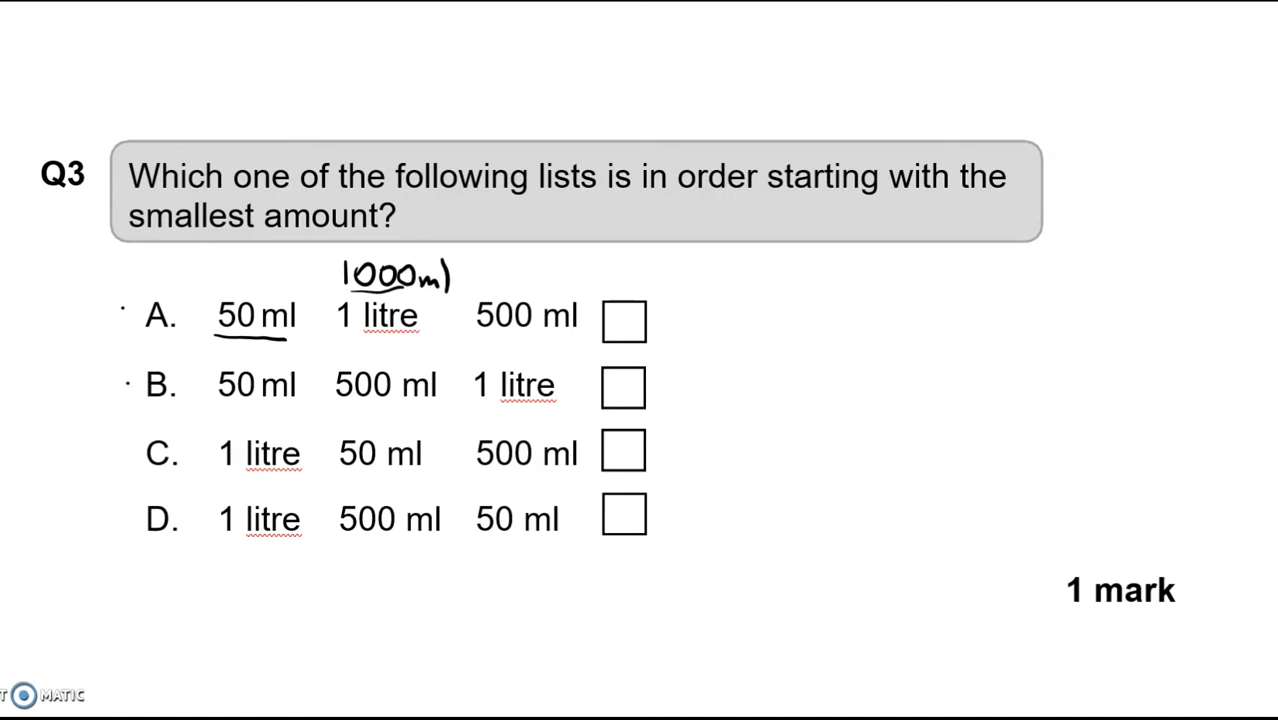 Q3 Which one of the following lists is in order starting with the
smallest amount?
1000ml
A. 50 ml 1 litre 500 ml
B. 50 ml 500 ml 1 litre
C. 1 litre 50 ml 500 ml
D. 1 litre 500 ml 50 ml
1 mark
T MATIC